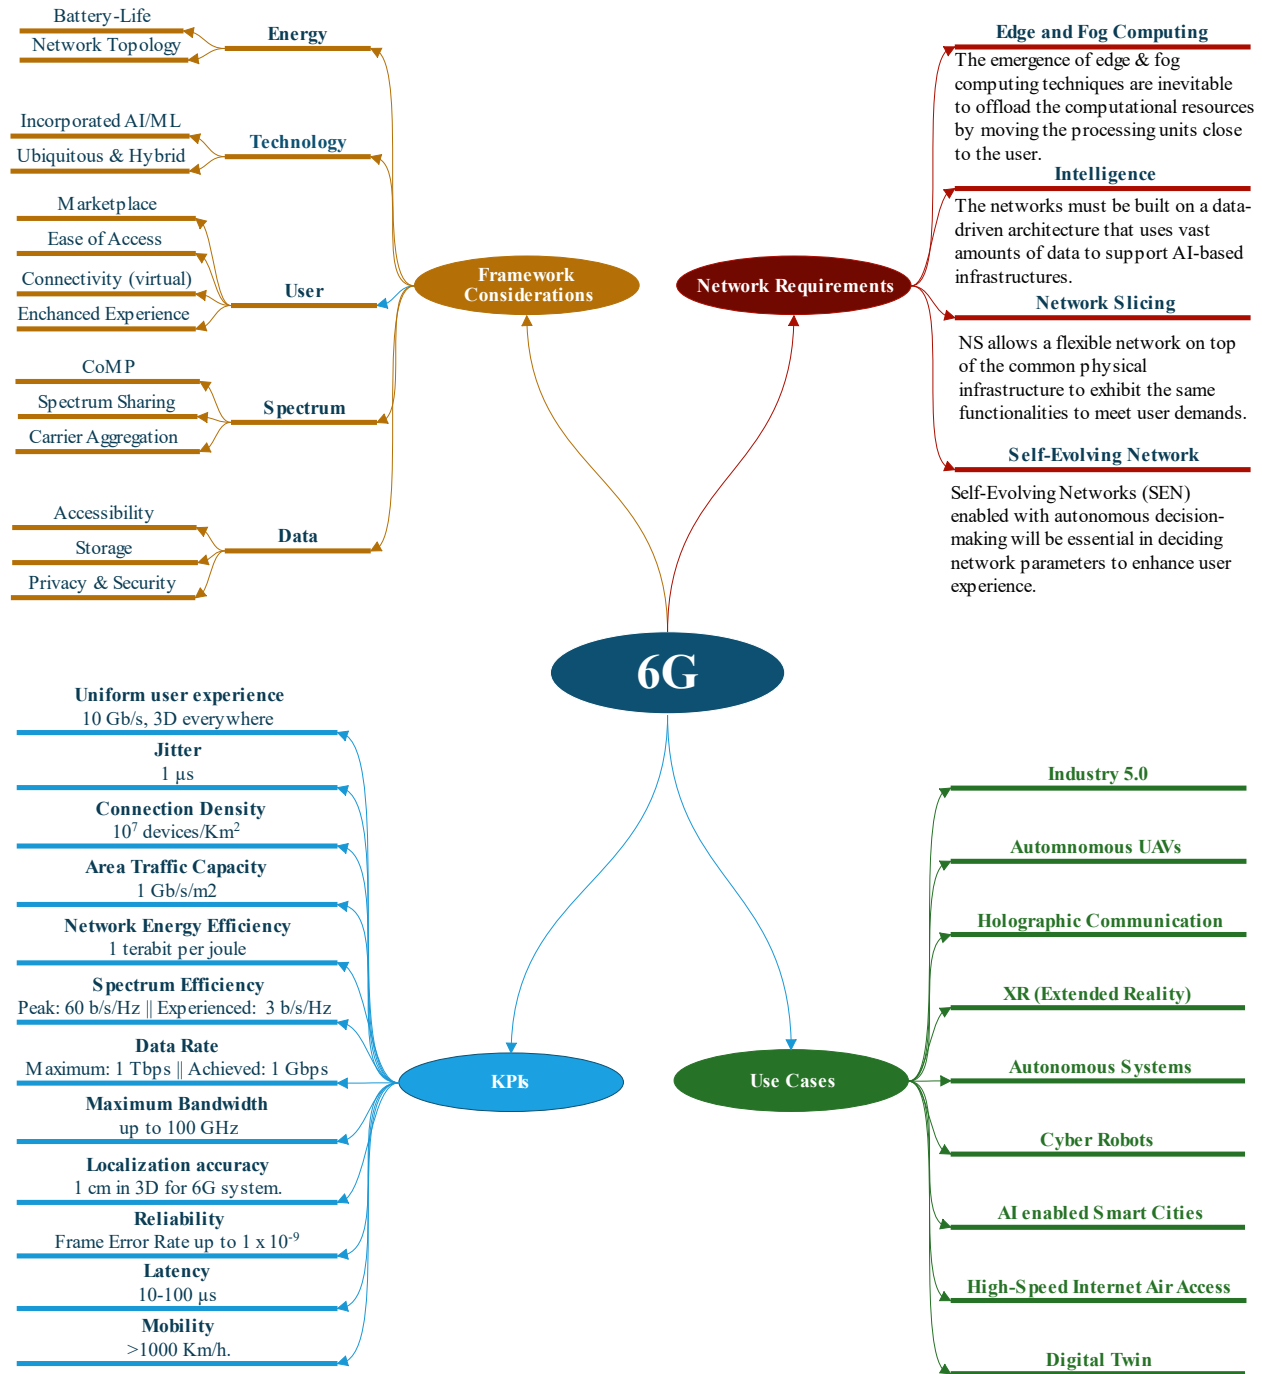 Battery-Life
Network Topology
Energy
Incorporated AI/ML
Ubiquitous & Hybrid
Technology
Marketplace
Ease of Access
Connectivity (virtual)
Enchanced Experience
User
CoMP
Spectrum Sharing
Carrier Aggregation
Spectrum
Accessibility
Storage
Privacy & Security
Data
Framework
Considerations
Network Requirements
Edge and Fog Computing
The emergence of edge & fog
computing techniques are inevitable
to offload the computational resources
by moving the processing units close
to the user.
Intelligence
The networks must be built on a data-
driven architecture that uses vast
amounts of data to support AI-based
infrastructures.
Network Slicing
NS allows a flexible network on top
of the common physical
infrastructure to exhibit the same
functionalities to meet user demands.
Self-Evolving Network
Self-Evolving Networks (SEN)
enabled with autonomous decision-
making will be essential in deciding
network parameters to enhance user
experience.
6G
Uniform user experience
10 Gb/s, 3D everywhere
Jitter
1 µs
Connection Density
10⁷ devices/Km²
Area Traffic Capacity
1 Gb/s/m2
Network Energy Efficiency
1 terabit per joule
Spectrum Efficiency
Peak: 60 b/s/Hz || Experienced: 3 b/s/Hz
Data Rate
Maximum: 1 Tbps || Achieved: 1 Gbps
Maximum Bandwidth
up to 100 GHz
Localization accuracy
1 cm in 3D for 6G system.
Reliability
Frame Error Rate up to 1 x 10⁻⁹
Latency
10-100 µs
Mobility
>1000 Km/h.
KPIs
Use Cases
Industry 5.0
Automnomous UAVs
Holographic Communication
XR (Extended Reality)
Autonomous Systems
Cyber Robots
AI enabled Smart Cities
High-Speed Internet Air Access
Digital Twin